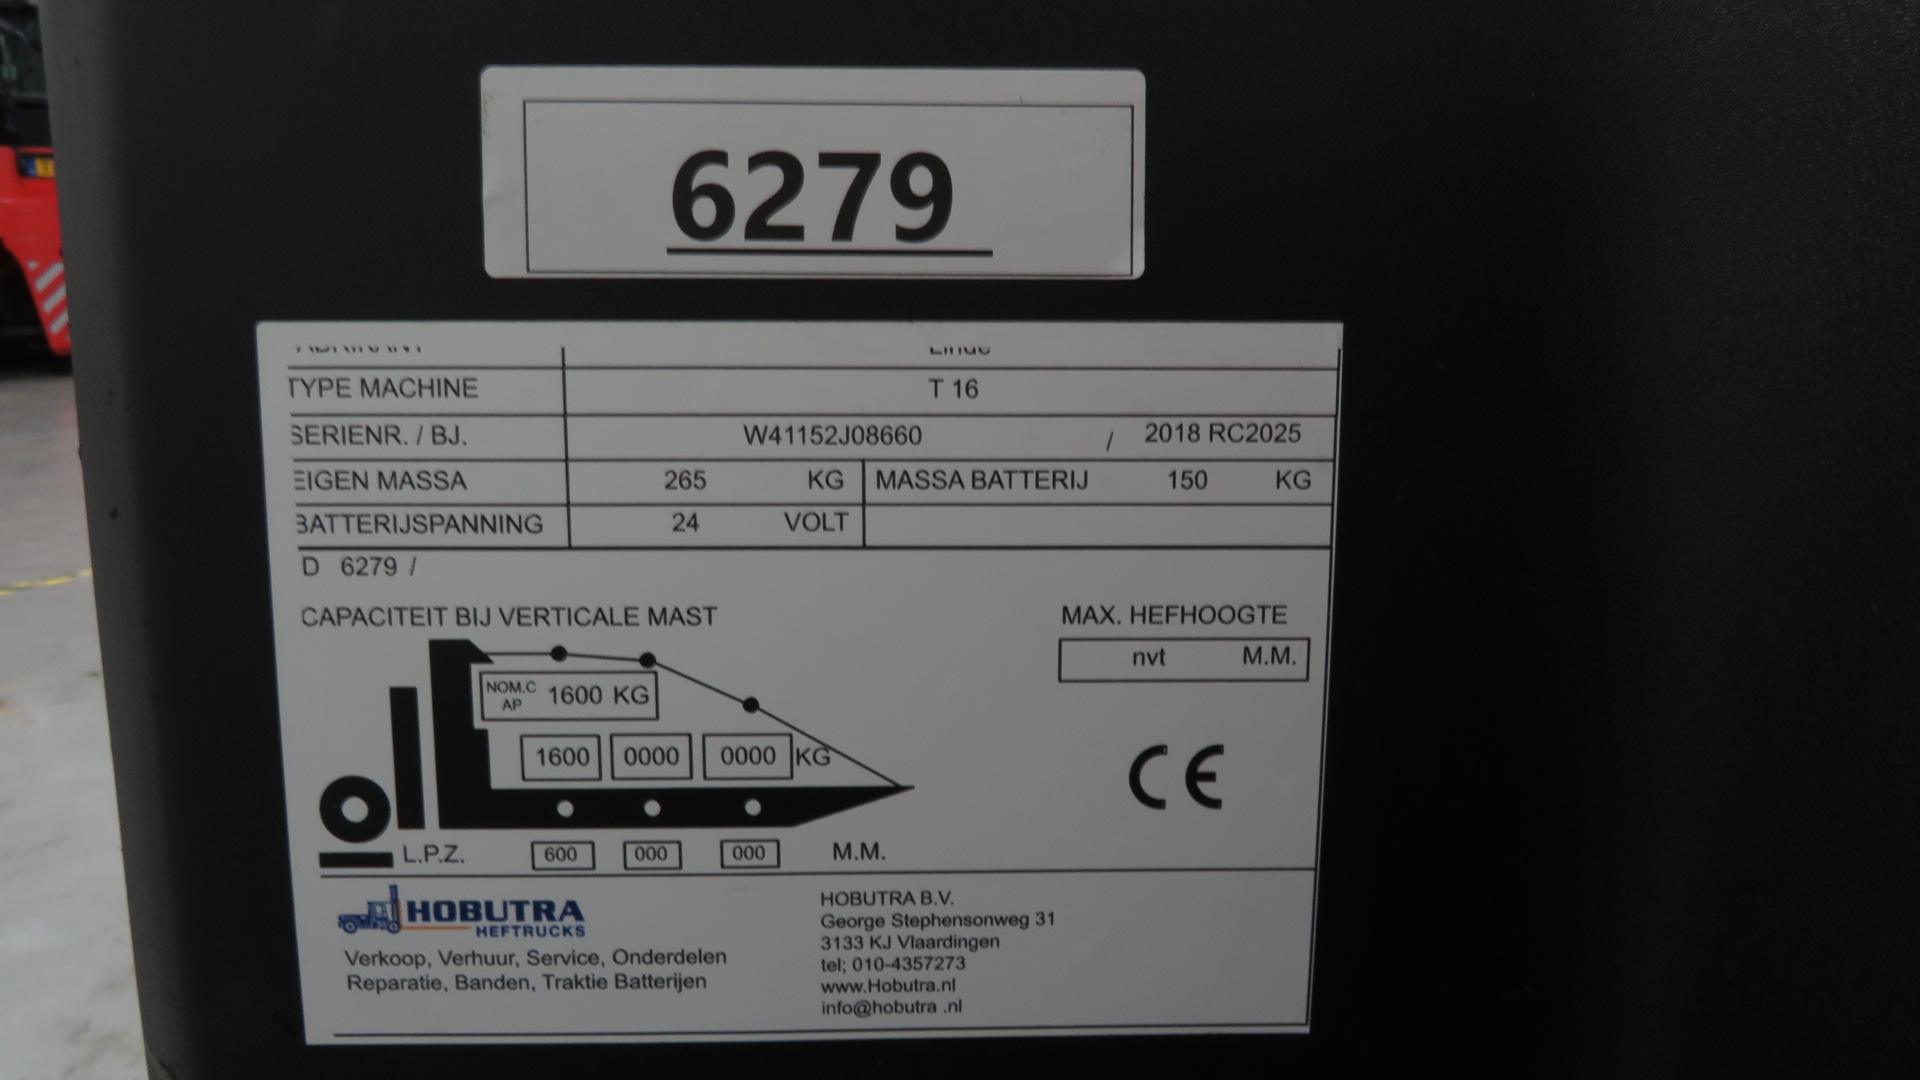 6279
FABRIKANT Linde
TYPE MACHINE T 16
SERIENR. / BJ. W41152J08660 / 2018 RC2025
EIGEN MASSA 265 KG MASSA BATTERIJ 150 KG
BATTERIJSPANNING 24 VOLT
D 6279 /
CAPACITEIT BIJ VERTICALE MAST MAX. HEFHOOGTE
nvt M.M.
NOM.C AP 1600 KG
1600 0000 0000 KG
CE
L.P.Z. 600 000 000 M.M.
HOBUTRA
HEFTRUCKS
Verkoop, Verhuur, Service, Onderdelen
Reparatie, Banden, Traktie Batterijen
HOBUTRA B.V.
George Stephensonweg 31
3133 KJ Vlaardingen
tel; 010-4357273
www.Hobutra.nl
info@hobutra .nl